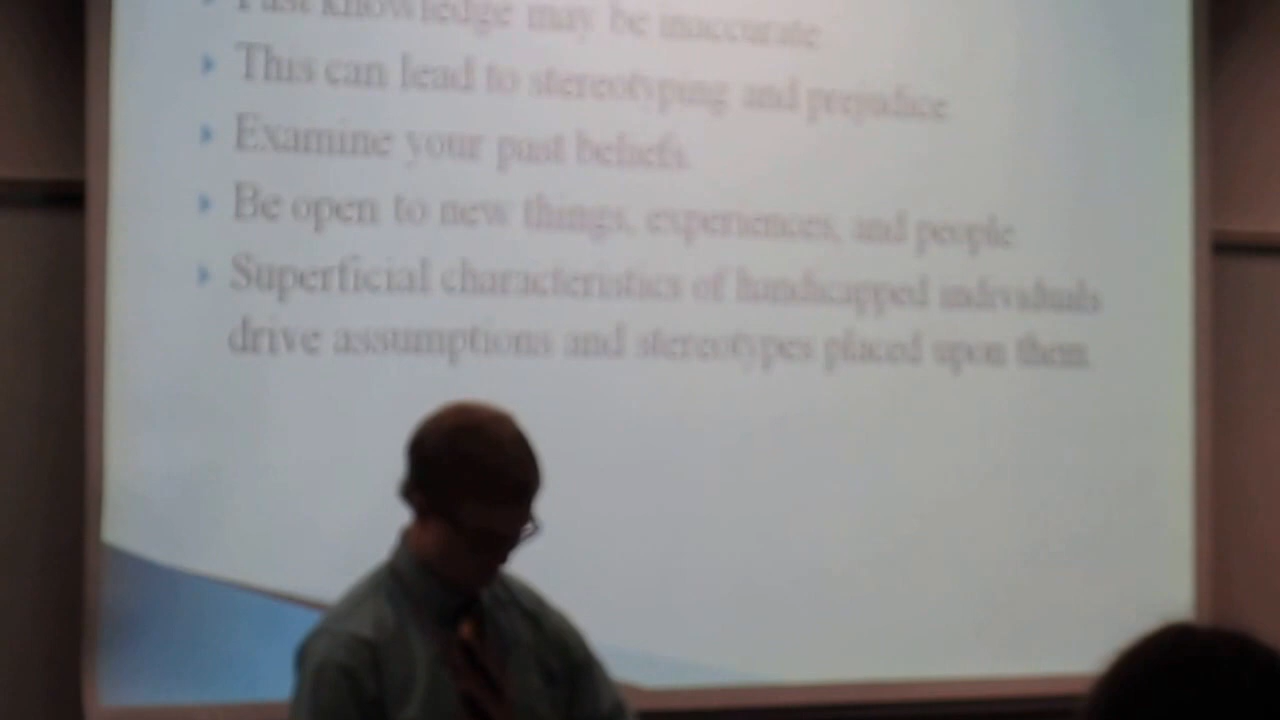 Past knowledge may be inaccurate
This can lead to stereotyping and prejudice
Examine your past beliefs.
Be open to new things, experiences, and people
Superficial characteristics of handicapped individuals
drive assumptions and stereotypes placed upon them.